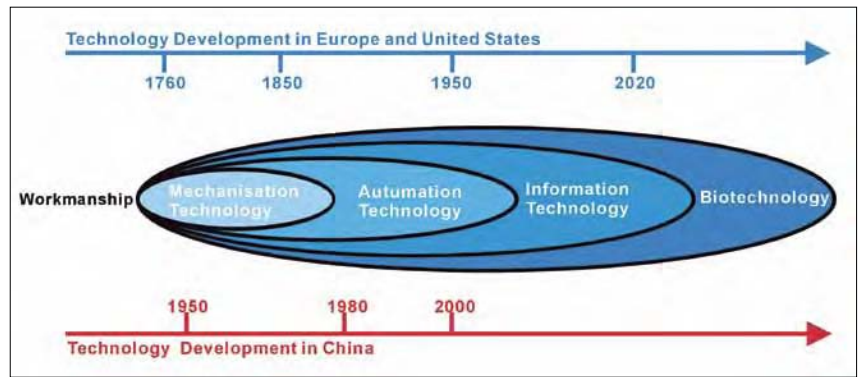 Technology Development in Europe and United States
1760 1850 1950 2020
Workmanship
Mechanisation
Technology
Autumation
Technology
Information
Technology
Biotechnology
1950 1980 2000
Technology Development in China